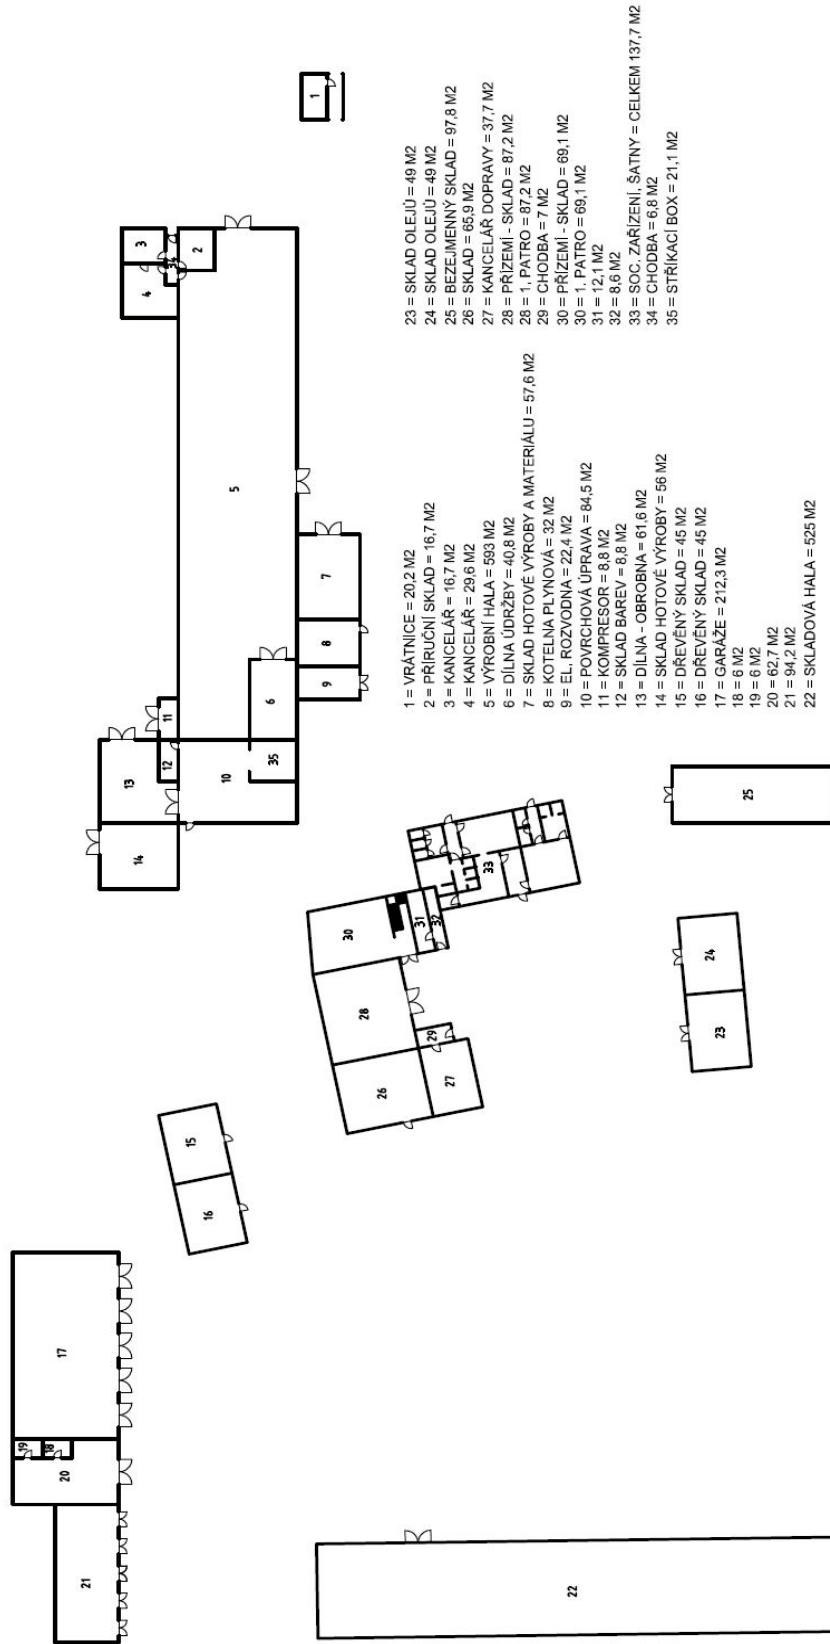 19
17
18
20
21
14
13
12
11
4
3
34
2
16
15
10
5
35
6
9
8
7
1
30
28
26
31
32
29
27
33
22
23
24
25
1 = VRÁTNICE = 20,2 M2
2 = PŘÍRUČNÍ SKLAD = 16,7 M2
3 = KANCELÁŘ = 16,7 M2
4 = KANCELÁŘ = 29,6 M2
5 = VÝROBNÍ HALA = 593 M2
6 = DÍLNA ÚDRŽBY = 40,8 M2
7 = SKLAD HOTOVÉ VÝROBY A MATERIÁLU = 57,6 M2
8 = KOTELNA PLYNOVÁ = 32 M2
9 = EL. ROZVODNA = 22,4 M2
10 = POVRCHOVÁ ÚPRAVA = 84,5 M2
11 = KOMPRESOR = 8,8 M2
12 = SKLAD BAREV = 8,8 M2
13 = DÍLNA - OBROBNA = 61,6 M2
14 = SKLAD HOTOVÉ VÝROBY = 56 M2
15 = DŘEVĚNÝ SKLAD = 45 M2
16 = DŘEVĚNÝ SKLAD = 45 M2
17 = GARÁŽE = 212,3 M2
18 = 6 M2
19 = 6 M2
20 = 62,7 M2
21 = 94,2 M2
22 = SKLADOVÁ HALA = 525 M2
23 = SKLAD OLEJŮ = 49 M2
24 = SKLAD OLEJŮ = 49 M2
25 = BEZEJMENNÝ SKLAD = 97,8 M2
26 = SKLAD = 65,9 M2
27 = KANCELÁŘ DOPRAVY = 37,7 M2
28 = PŘÍZEMÍ - SKLAD = 87,2 M2
28 = 1. PATRO = 87,2 M2
29 = CHODBA = 7 M2
30 = PŘÍZEMÍ - SKLAD = 69,1 M2
30 = 1. PATRO = 69,1 M2
31 = 12,1 M2
32 = 8,6 M2
33 = SOC. ZAŘÍZENÍ, ŠATNY = CELKEM 137,7 M2
34 = CHODBA = 6,8 M2
35 = STŘÍKACÍ BOX = 21,1 M2